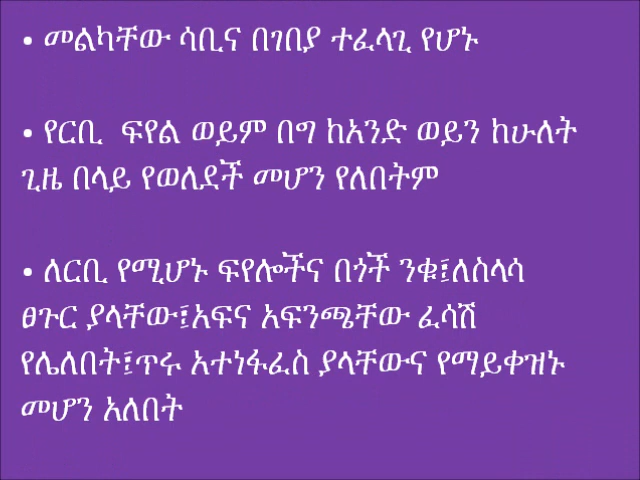 • መልካቸው ሳቢና በገበያ ተፈላጊ የሆኑ
• የርቢ ፍየል ወይም በግ ከአንድ ወይን ከሁለት
ጊዜ በላይ የወለደች መሆን የለበትም
• ለርቢ የሚሆኑ ፍየሎችና በጎች ንቁ፤ለስላሳ
ፀጉር ያላቸው፤አፍና አፍንጫቸው ፈሳሽ
የሌለበት፤ጥሩ አተነፋፈስ ያላቸውና የማይቀዝኑ
መሆን አለበት